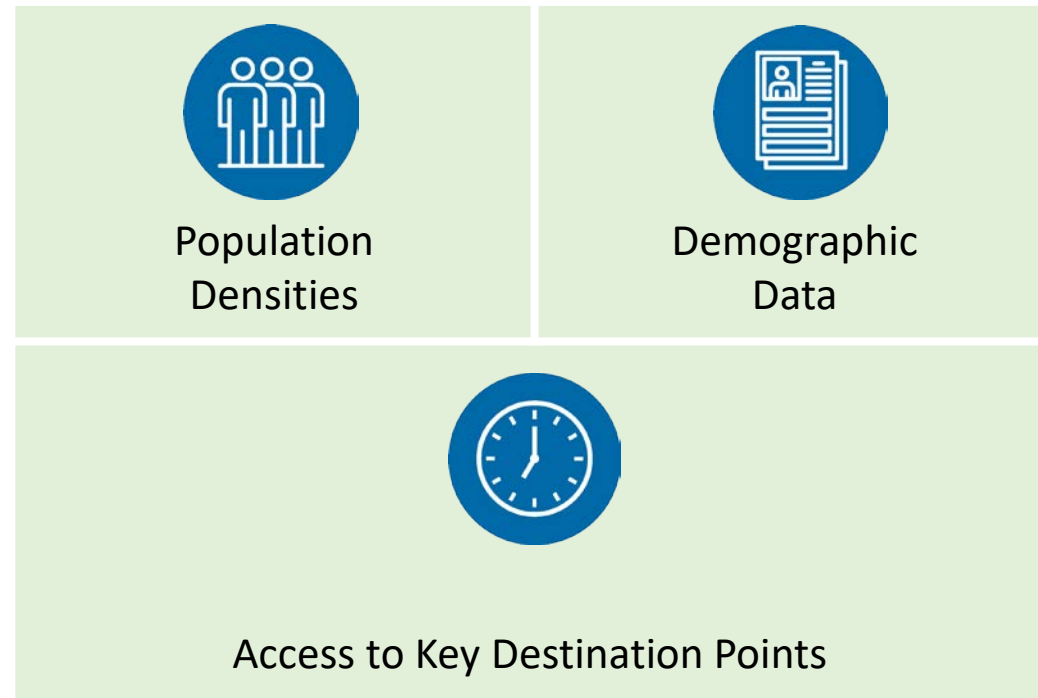 Population
Densities
Demographic
Data
Access to Key Destination Points